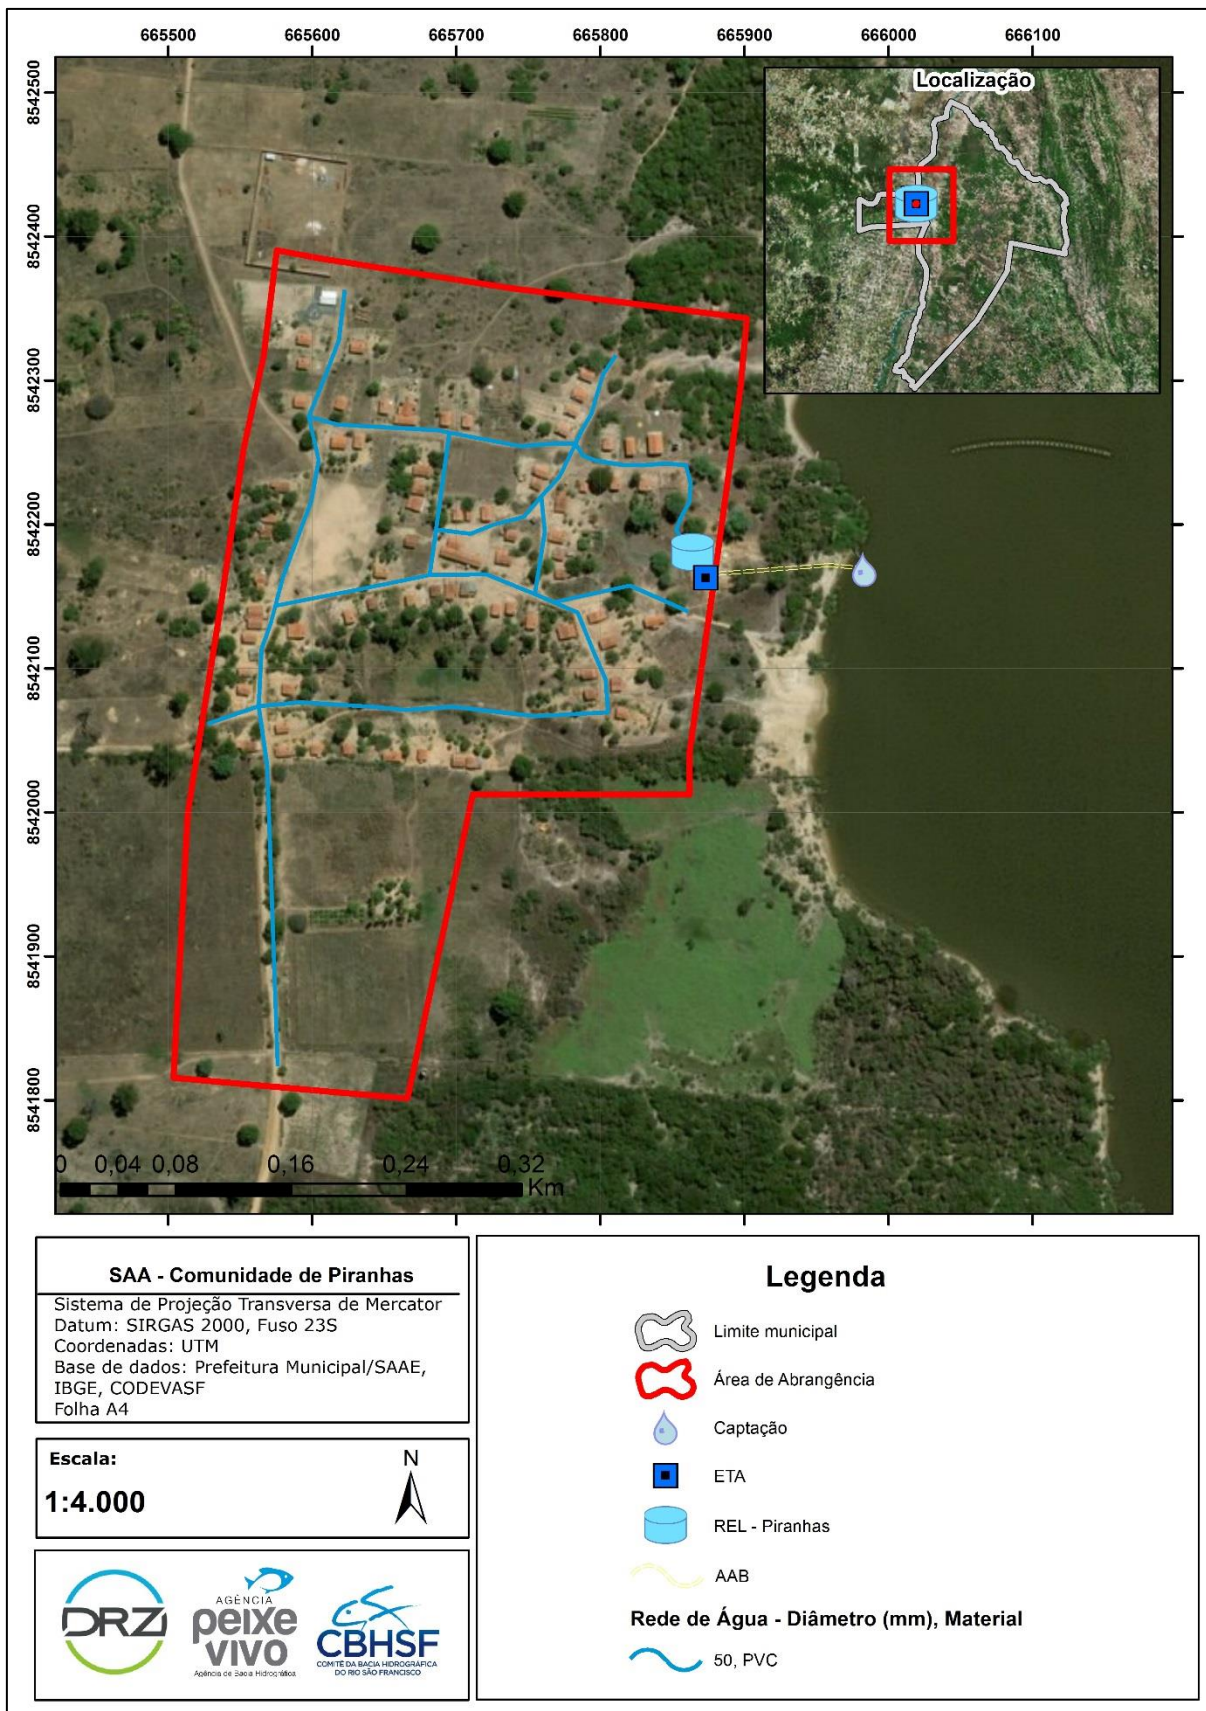 665500 665600 665700 665800 665900 666000 666100
8542500
8542400
8542300
8542200
8542100
8542000
8541900
8541800
Localização
0 0,04 0,08 0,16 0,24 0,32
Km
SAA - Comunidade de Piranhas
Sistema de Projeção Transversa de Mercator
Datum: SIRGAS 2000, Fuso 23S
Coordenadas: UTM
Base de dados: Prefeitura Municipal/SAAE,
IBGE, CODEVASF
Folha A4
Escala:
1:4.000
N
DRZ
AGÊNCIA
peixe
vivo
Agência de Bacia Hidrográfica
CBHSF
COMITÊ DA BACIA HIDROGRÁFICA
DO RIO SÃO FRANCISCO
Legenda
Limite municipal
Área de Abrangência
Captação
ETA
REL - Piranhas
AAB
Rede de Água - Diâmetro (mm), Material
50, PVC